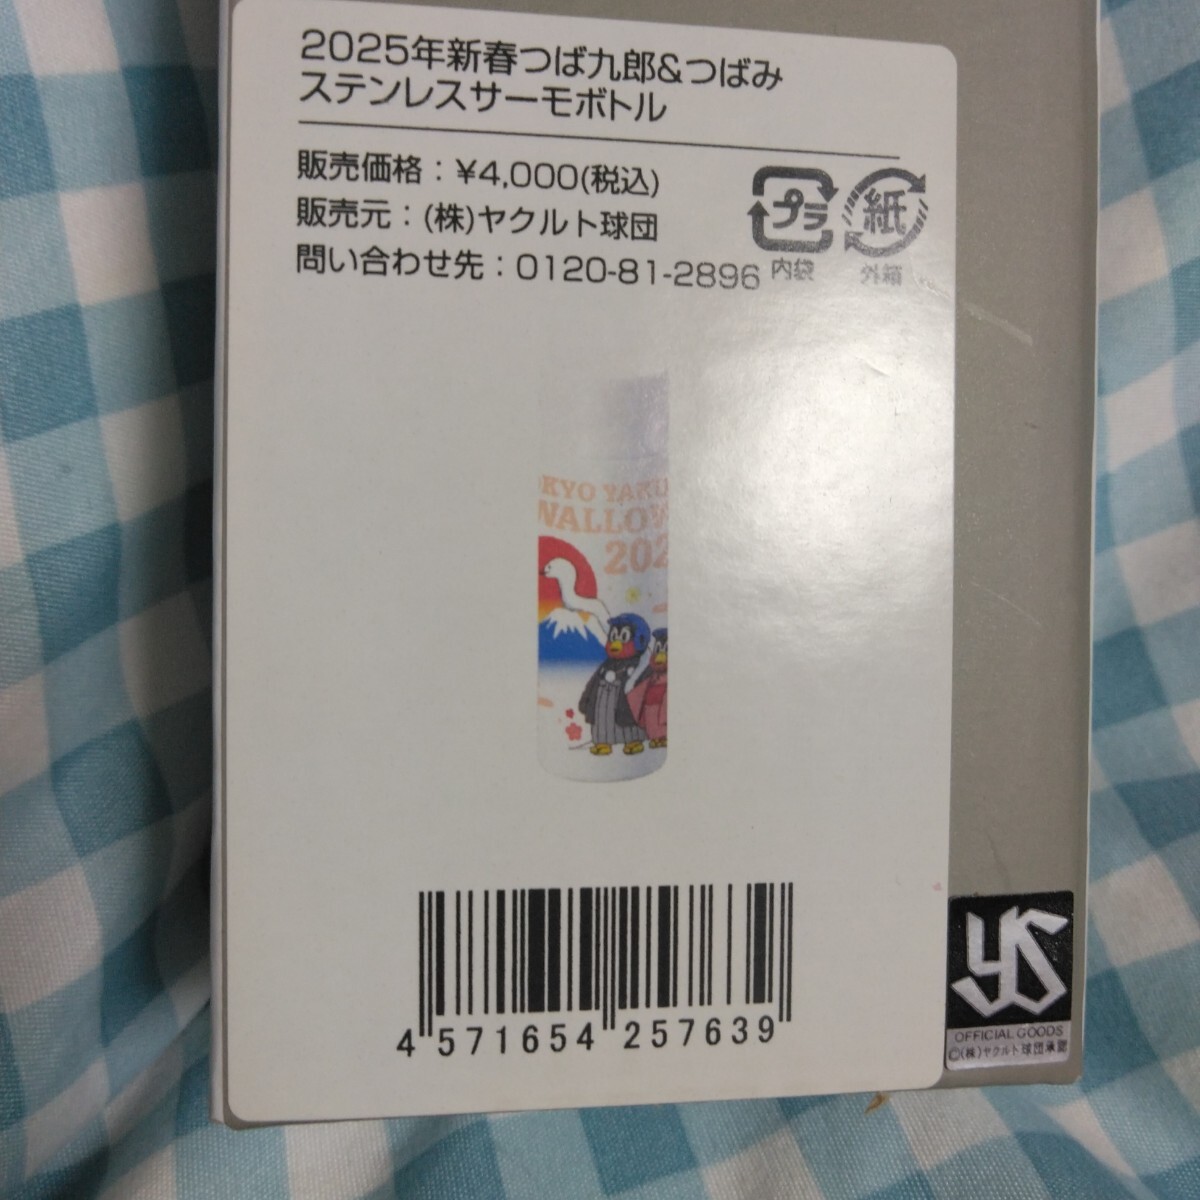 2025年新春つば九郎&つばみ
ステンレスサーモボトル
販売価格：¥4,000(税込)
販売元：(株)ヤクルト球団
問い合わせ先：0120-81-2896
プラ
内袋
紙
外箱
OKYO YAKU
WALLOW
202
4 571654 257639
YS
OFFICIAL GOODS
©(株)ヤクルト球団承認